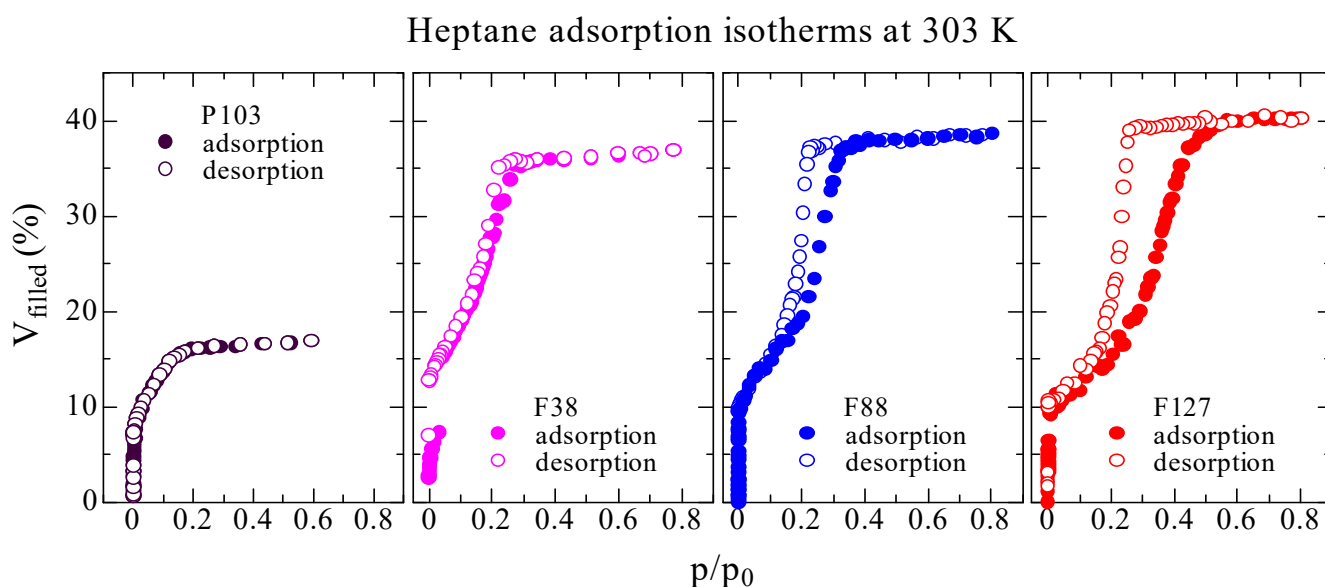 Heptane adsorption isotherms at 303 K
V_filled (%)
40
30
20
10
0
P103
adsorption
desorption
F38
adsorption
desorption
F88
adsorption
desorption
F127
adsorption
desorption
0 0.2 0.4 0.6 0.8
0 0.2 0.4 0.6 0.8
0 0.2 0.4 0.6 0.8
0 0.2 0.4 0.6 0.8
p/p0